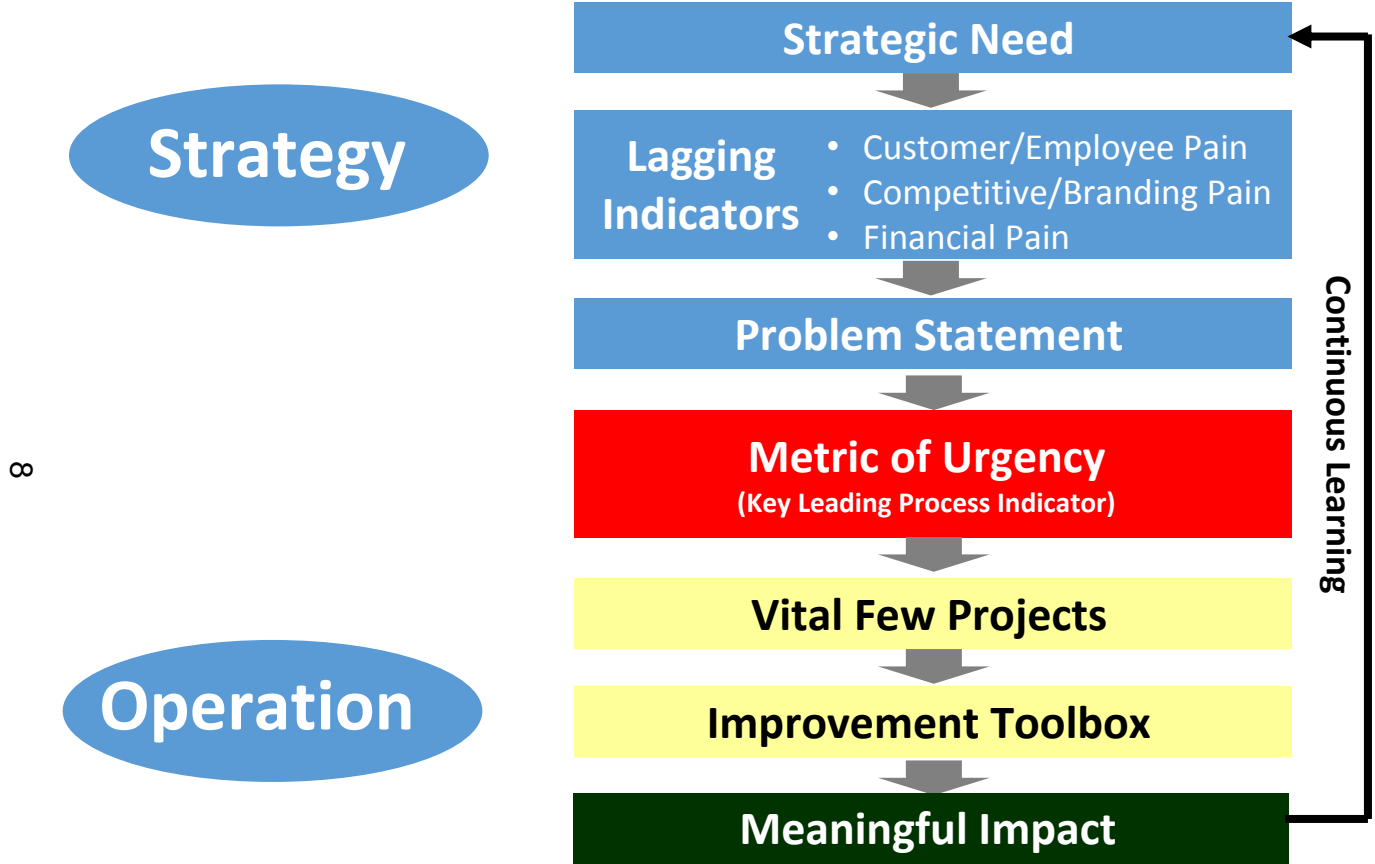 Strategy
Strategic Need
Lagging
Indicators
• Customer/Employee Pain
• Competitive/Branding Pain
• Financial Pain
Problem Statement
Metric of Urgency
(Key Leading Process Indicator)
Continuous Learning
8
Operation
Vital Few Projects
Improvement Toolbox
Meaningful Impact